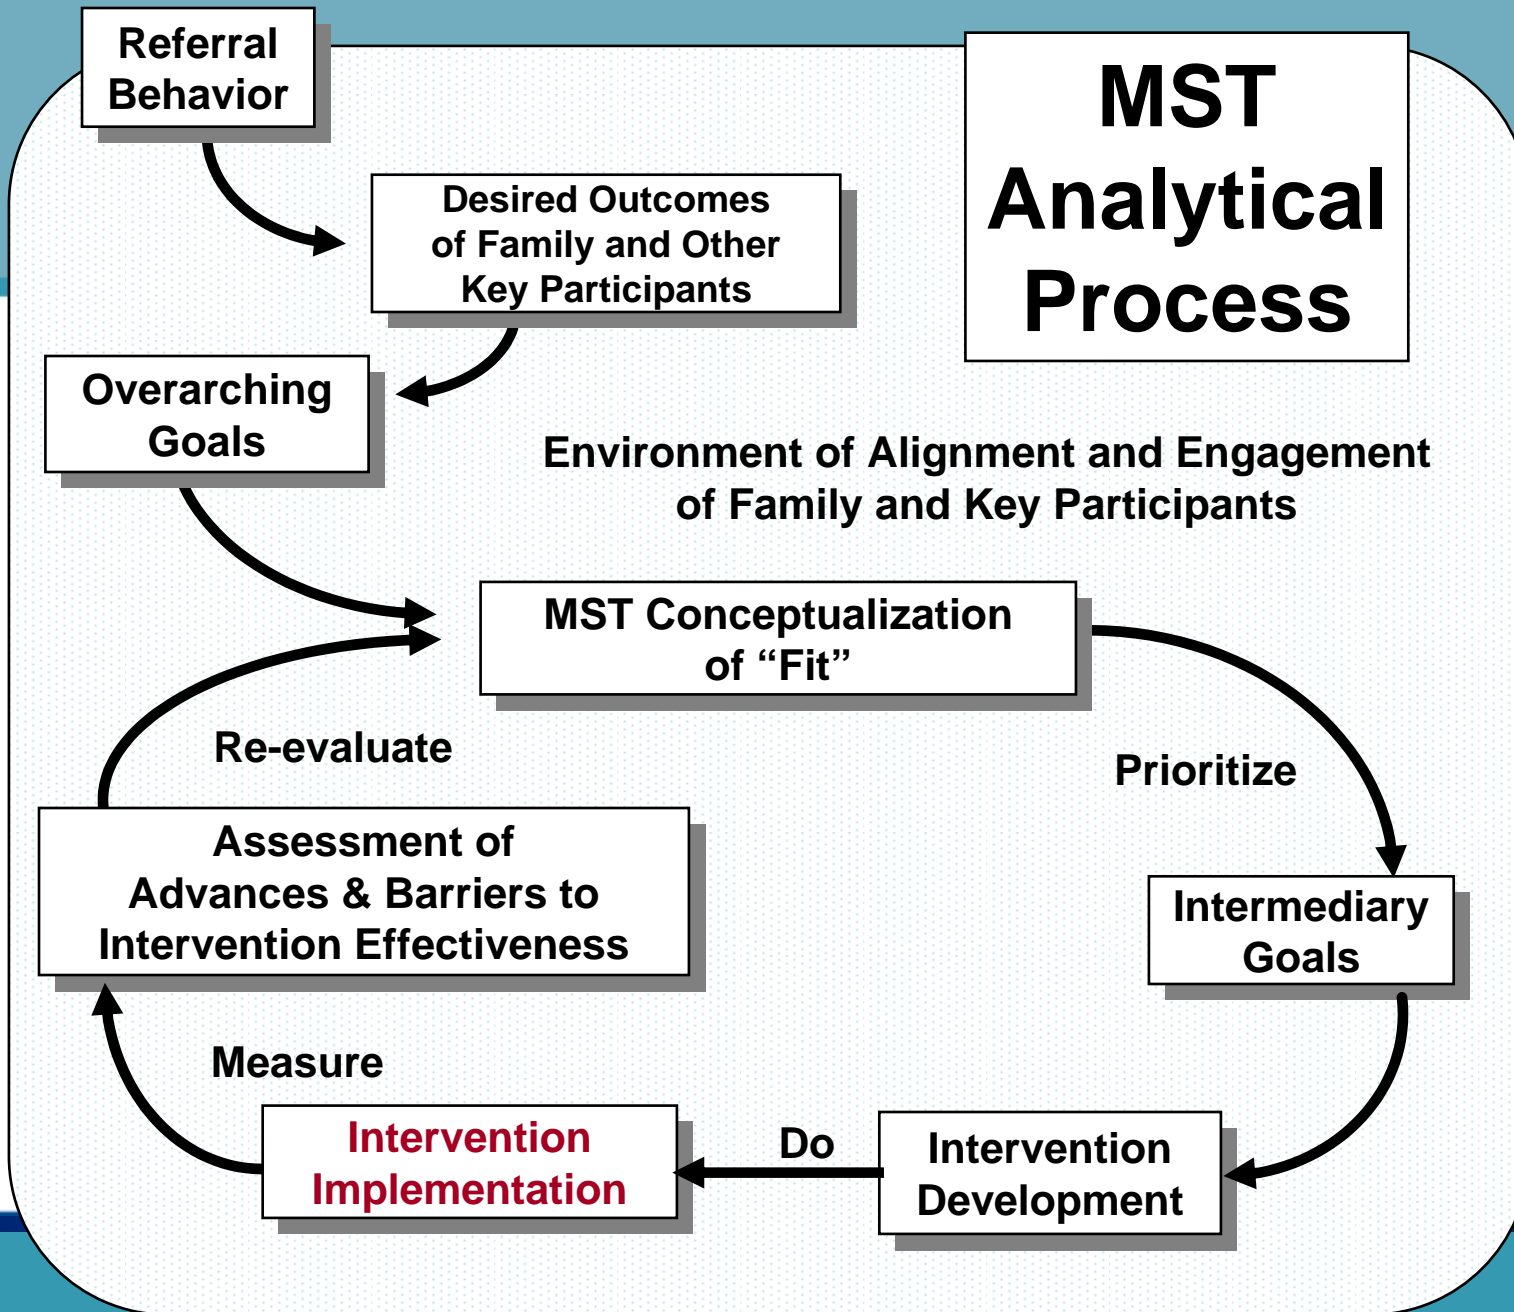 Referral
Behavior
MST
Analytical
Process
Desired Outcomes
of Family and Other
Key Participants
Overarching
Goals
Environment of Alignment and Engagement
of Family and Key Participants
MST Conceptualization
of “Fit”
Re-evaluate
Prioritize
Assessment of
Advances & Barriers to
Intervention Effectiveness
Intermediary
Goals
Measure
Intervention
Implementation
Do
Intervention
Development